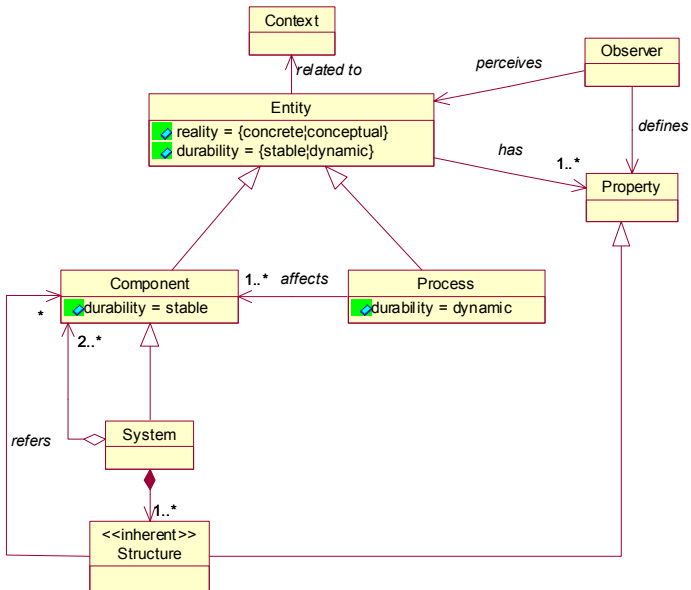 Context
related to
Observer
perceives
Entity
reality = {concrete¦conceptual}
durability = {stable¦dynamic}
defines
has
1..*
Property
Component
durability = stable
1..*
affects
Process
durability = dynamic
*
2..*
refers
System
1..*
<<inherent>>
Structure